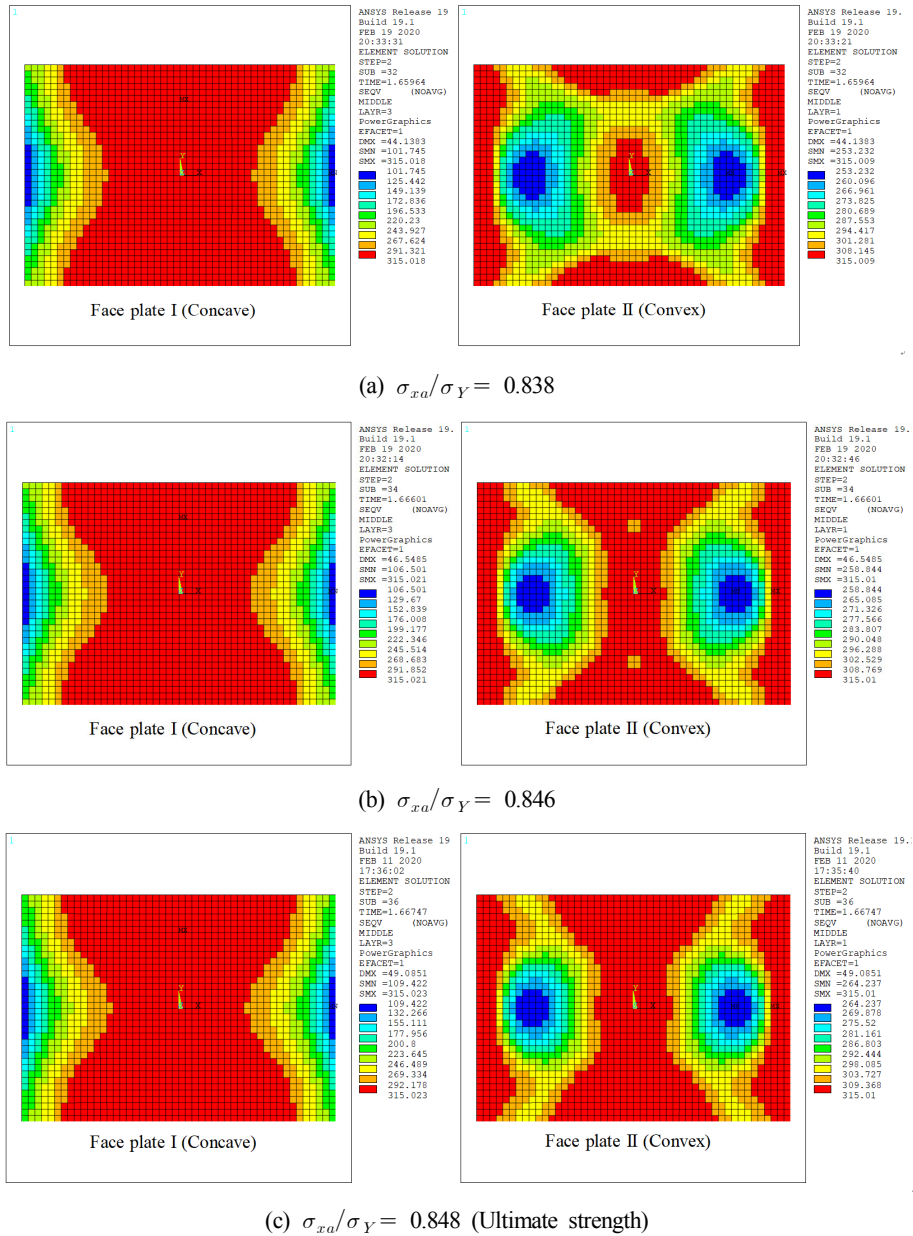 1
ANSYS Release 19
Build 19.1
FEB 19 2020
20:33:31
ELEMENT SOLUTION
STEP=2
SUB =32
TIME=1.65964
SEQV (NOAVG)
MIDDLE
LAYR=3
PowerGraphics
EFACET=1
DMX =44.1383
SMN =101.745
SMX =315.018
101.745
125.442
149.139
172.836
196.533
220.23
243.927
267.624
291.321
315.018
MX
Y
Face plate I (Concave)
1
ANSYS Release 19
Build 19.1
FEB 19 2020
20:33:21
ELEMENT SOLUTION
STEP=2
SUB =32
TIME=1.65964
SEQV (NOAVG)
MIDDLE
LAYR=1
PowerGraphics
EFACET=1
DMX =44.1383
SMN =253.232
SMX =315.009
253.232
260.096
266.961
273.825
280.689
287.553
294.417
301.281
308.145
315.009
Y
X
MX
Face plate II (Convex)
(a) σxa/σY = 0.838
1
ANSYS Release 19.
Build 19.1
FEB 19 2020
20:32:14
ELEMENT SOLUTION
STEP=2
SUB =34
TIME=1.66601
SEQV (NOAVG)
MIDDLE
LAYR=3
PowerGraphics
EFACET=1
DMX =46.5485
SMN =106.501
SMX =315.021
106.501
129.67
152.839
176.008
199.177
222.346
245.514
268.683
291.852
315.021
MX
Y
X
Face plate I (Concave)
1
ANSYS Release 19.
Build 19.1
FEB 19 2020
20:32:46
ELEMENT SOLUTION
STEP=2
SUB =34
TIME=1.66601
SEQV (NOAVG)
MIDDLE
LAYR=1
PowerGraphics
EFACET=1
DMX =46.5485
SMN =258.844
SMX =315.01
258.844
265.085
271.326
277.566
283.807
290.048
296.288
302.529
308.769
315.01
Y
X
MX
Face plate II (Convex)
(b) σxa/σY = 0.846
1
ANSYS Release 19
Build 19.1
FEB 11 2020
17:36:02
ELEMENT SOLUTION
STEP=2
SUB =36
TIME=1.66747
SEQV (NOAVG)
MIDDLE
LAYR=3
PowerGraphics
EFACET=1
DMX =49.0851
SMN =109.422
SMX =315.023
109.422
132.266
155.111
177.956
200.8
223.645
246.489
269.334
292.178
315.023
MX
Y
X
Face plate I (Concave)
1
ANSYS Release 19.
Build 19.1
FEB 11 2020
17:35:40
ELEMENT SOLUTION
STEP=2
SUB =36
TIME=1.66747
SEQV (NOAVG)
MIDDLE
LAYR=1
PowerGraphics
EFACET=1
DMX =49.0851
SMN =264.237
SMX =315.01
264.237
269.878
275.52
281.161
286.803
292.444
298.085
303.727
309.368
315.01
Y
X
Face plate II (Convex)
(c) σxa/σY = 0.848 (Ultimate strength)